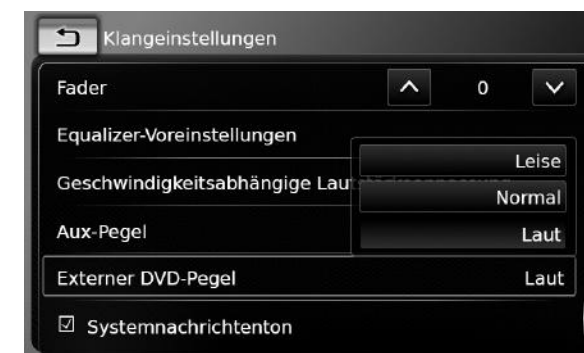 Klangeinstellungen
Fader 0
Equalizer-Voreinstellungen
Leise
Geschwindigkeitsabhängige Laut
Normal
Aux-Pegel Laut
Externer DVD-Pegel Laut
Systemnachrichtenton